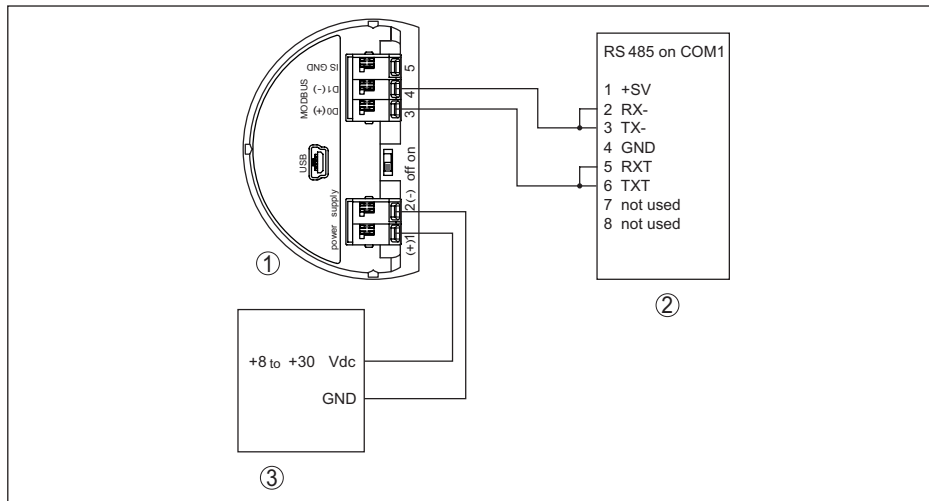 IS GND
D1 (-)
D0 (+)
MODBUS
USB
power supply
5
4
3
off on
2(-)
(+)1
①
RS 485 on COM1
1 +SV
2 RX-
3 TX-
4 GND
5 RXT
6 TXT
7 not used
8 not used
②
+8 to +30 Vdc
GND
③